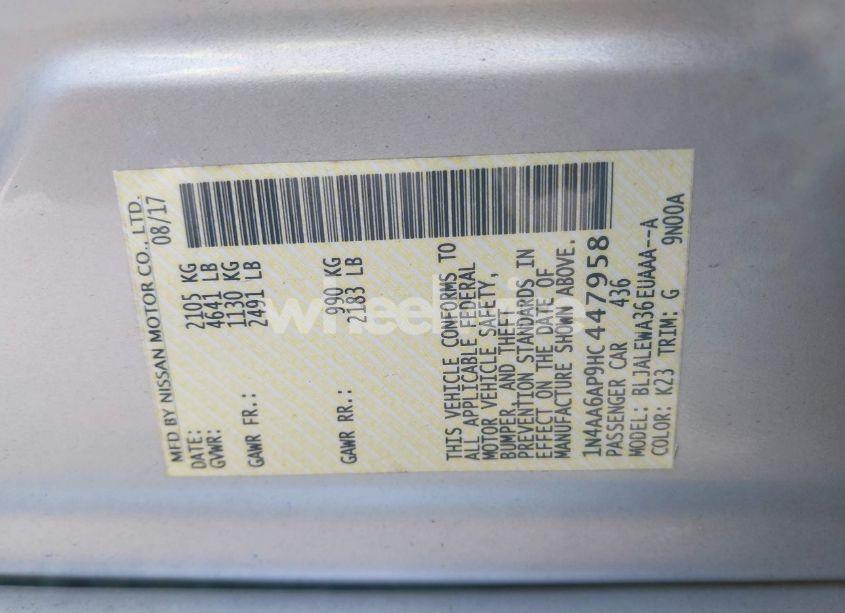 MFD BY NISSAN MOTOR CO., LTD.
DATE: 08/17
GVWR: 2105 KG
4641 LB
GAWR FR.: 1130 KG
2491 LB
GAWR RR.: 990 KG
2183 LB
THIS VEHICLE CONFORMS TO
ALL APPLICABLE FEDERAL
MOTOR VEHICLE SAFETY,
BUMPER, AND THEFT
PREVENTION STANDARDS IN
EFFECT ON THE DATE OF
MANUFACTURE SHOWN ABOVE.
1N4AA6AP9HC447958
PASSENGER CAR 436
MODEL: BLJALEWA36EUAAA--A
COLOR: K23 TRIM: G 9N00A